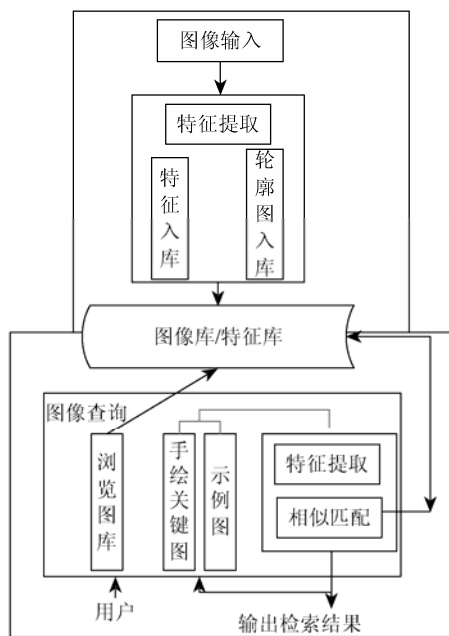 图像输入
特征提取
特征入库
轮廓图入库
图像库/特征库
图像查询
浏览图库
手绘关键图
示例图
特征提取
相似匹配
用户
输出检索结果